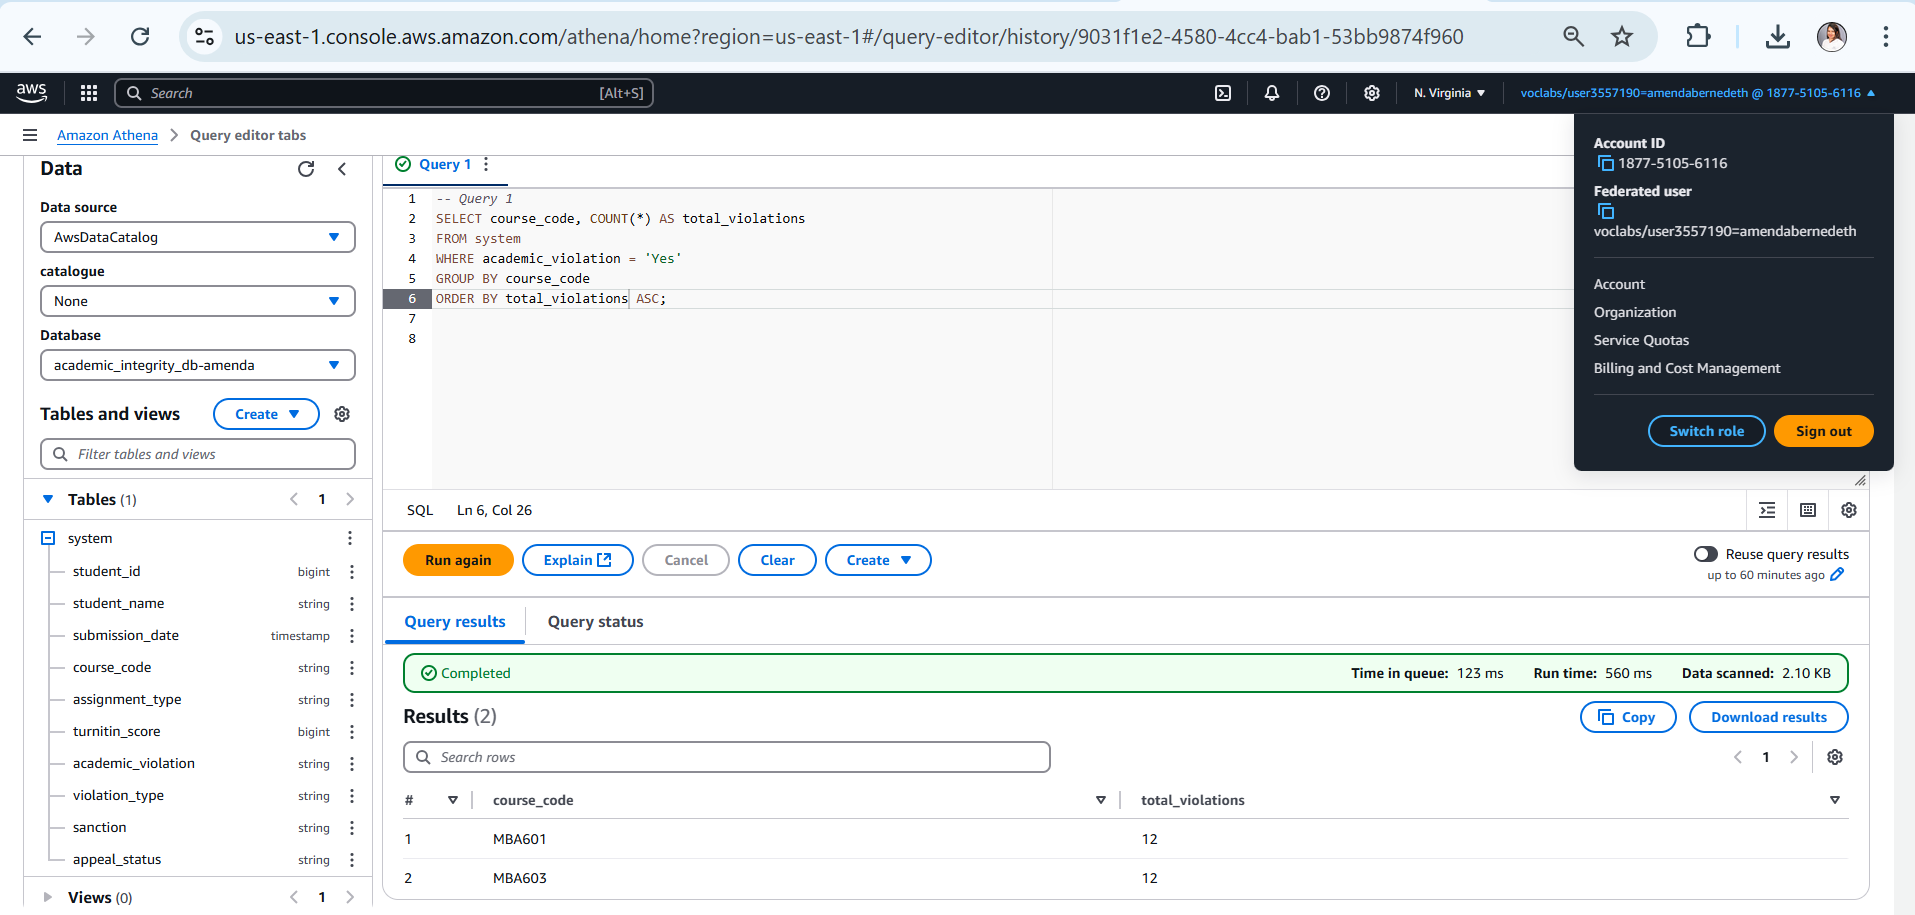 us-east-1.console.aws.amazon.com/athena/home?region=us-east-1#/query-editor/history/9031f1e2-4580-4cc4-bab1-53bb9874f960
aws
Search
[Alt+S]
N. Virginia
voclabs/user3557190=amendabernedeth @ 1877-5105-6116
Amazon Athena
Query editor tabs
Account ID
1877-5105-6116
Federated user
voclabs/user3557190=amendabernedeth
Account
Organization
Service Quotas
Billing and Cost Management
Switch role
Sign out
Data
Data source
AwsDataCatalog
catalogue
None
Database
academic_integrity_db-amenda
Tables and views
Create
Filter tables and views
Tables (1)
1
system
student_id bigint
student_name string
submission_date timestamp
course_code string
assignment_type string
turnitin_score bigint
academic_violation string
violation_type string
sanction string
appeal_status string
Views (0)
1
Query 1
1 -- Query 1
2 SELECT course_code, COUNT(*) AS total_violations
3 FROM system
4 WHERE academic_violation = 'Yes'
5 GROUP BY course_code
6 ORDER BY total_violations ASC;
7
8
SQL Ln 6, Col 26
Run again
Explain
Cancel
Clear
Create
Reuse query results
up to 60 minutes ago
Query results
Query status
Completed
Time in queue: 123 ms
Run time: 560 ms
Data scanned: 2.10 KB
Results (2)
Copy
Download results
Search rows
1
# course_code total_violations
1 MBA601 12
2 MBA603 12